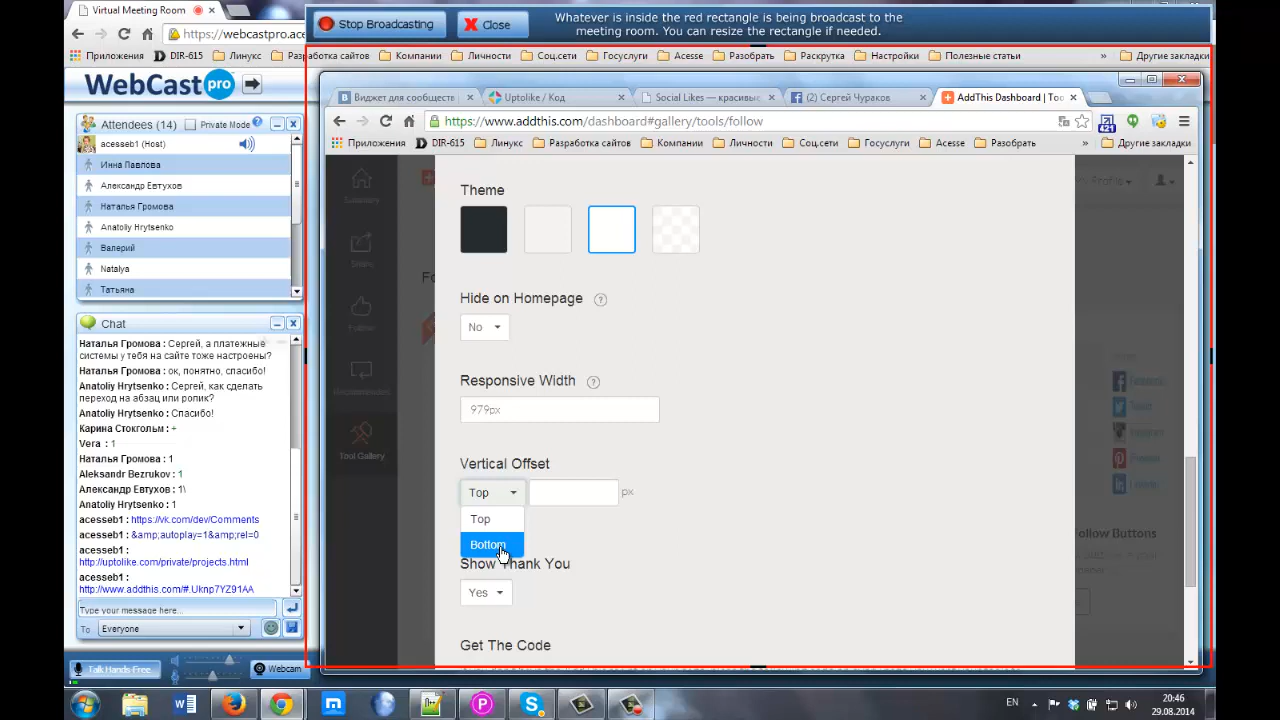 Virtual Meeting Room
https://webcastpro.ace
Приложения DIR-615 Линукс Разработка сайтов Компании Личности Соц.сети Госуслуги Acesse Разобрать Раскрутка Настройки Полезные статьи » Другие закладки
Stop Broadcasting
Close
Whatever is inside the red rectangle is being broadcast to the
meeting room. You can resize the rectangle if needed.
WebCast pro
Attendees (14) Private Mode
acesseb1 (Host)
Инна Павлова
Александр Евтухов
Наталья Громова
Anatoliy Hrytsenko
Валерий
Natalya
Татьяна
Chat
Наталья Громова : Сергей, а платежные
системы у тебя на сайте тоже настроены?
Наталья Громова : ок, понятно, спасибо!
Anatoliy Hrytsenko : Сергей, как сделать
переход на абзац или ролик?
Anatoliy Hrytsenko : Спасибо!
Карина Стокгольм : +
Vera : 1
Наталья Громова : 1
Aleksandr Bezrukov : 1
Александр Евтухов : 1\
Anatoliy Hrytsenko : 1
acesseb1 : https://vk.com/dev/Comments
acesseb1 : &amp;autoplay=1&amp;rel=0
acesseb1 :
http://uptolike.com/private/projects.html
acesseb1 :
http://www.addthis.com/#.Uknp7YZ91AA
Type your message here...
To Everyone
Talk Hands-Free
Webcam
Виджет для сообществ
Uptolike / Код
Social Likes — красивые
(2) Сергей Чураков
AddThis Dashboard | Too
https://www.addthis.com/dashboard#gallery/tools/follow
421
Приложения DIR-615 Линукс Разработка сайтов Компании Личности Соц.сети Госуслуги Acesse Разобрать » Другие закладки
Summary
Share
Follow
Tool Gallery
My Profile
Theme
Hide on Homepage ?
No
Responsive Width ?
979px
Vertical Offset
Top
px
Top
Bottom
Show Thank You
Yes
Get The Code
Facebook
Follow Buttons
EN
20:46
29.08.2014